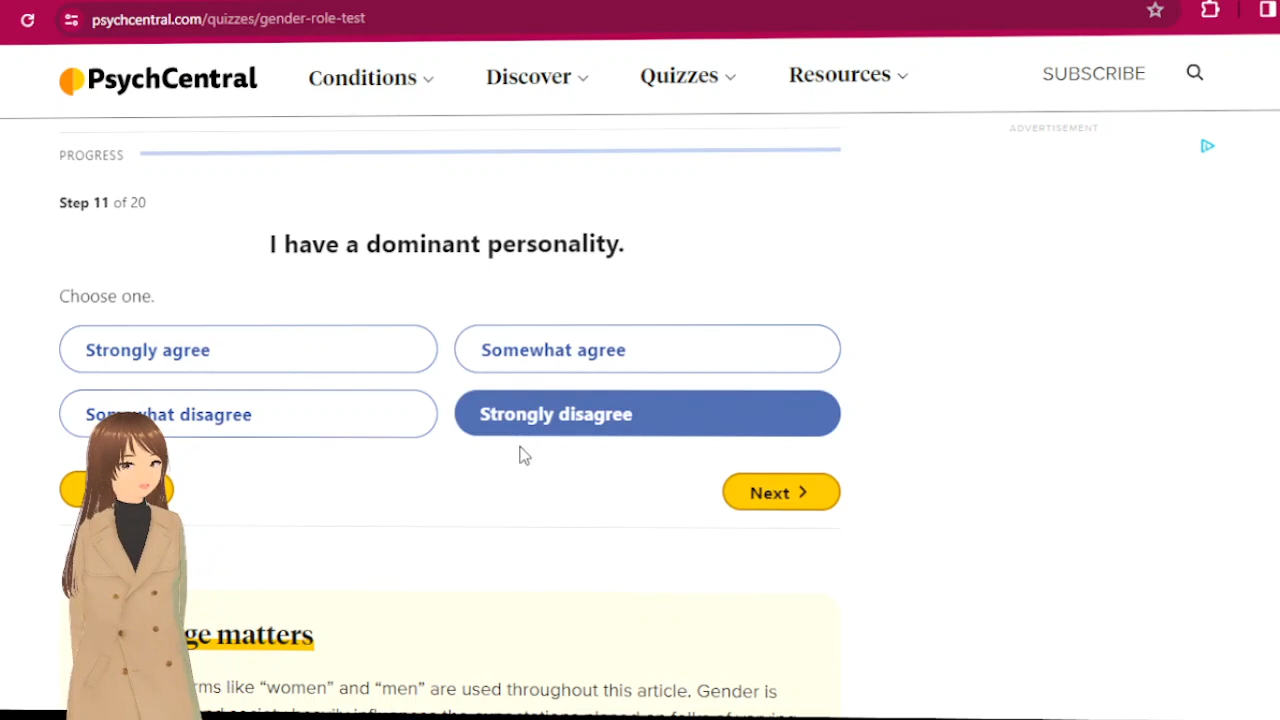 psychcentral.com/quizzes/gender-role-test
PsychCentral
Conditions
Discover
Quizzes
Resources
SUBSCRIBE
ADVERTISEMENT
PROGRESS
Step 11 of 20
I have a dominant personality.
Choose one.
Strongly agree
Somewhat agree
Somewhat disagree
Strongly disagree
Next
matters
like “women” and “men” are used throughout this article. Gender is